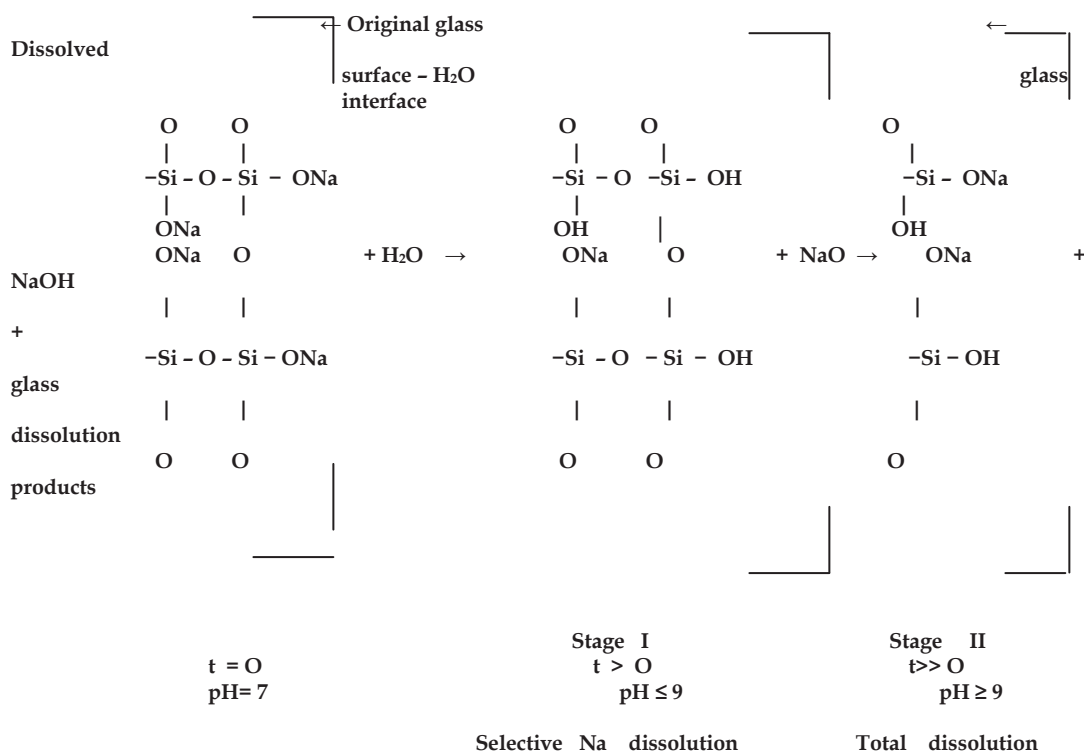 ← Original glass ←
Dissolved
surface – H₂O glass
interface
O O O O O
| | | | |
−Si – O – Si − ONa −Si − O −Si− OH −Si − ONa
| | | | |
ONa OH OH
ONa O + H₂O → ONa O + NaO → ONa +
NaOH
| | | | |
+
−Si – O – Si − ONa −Si – O − Si − OH −Si − OH
glass
| | | | |
dissolution
O O O O O
products
Stage I Stage II
t = O t > O t>> O
pH= 7 pH ≤ 9 pH ≥ 9
Selective Na dissolution Total dissolution